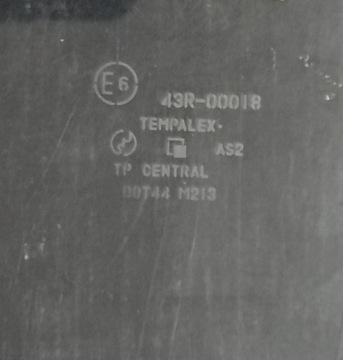 E6 43R-00018
TEMPALEX
AS2
TP CENTRAL
DOT44 M213